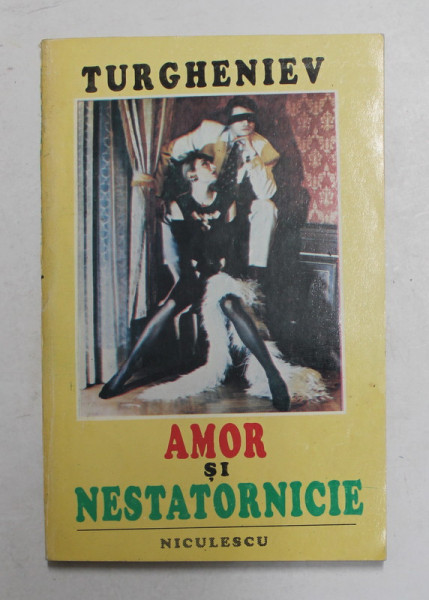 TURGHENIEV
AMOR
ȘI
NESTATORNICIE
NICULESCU